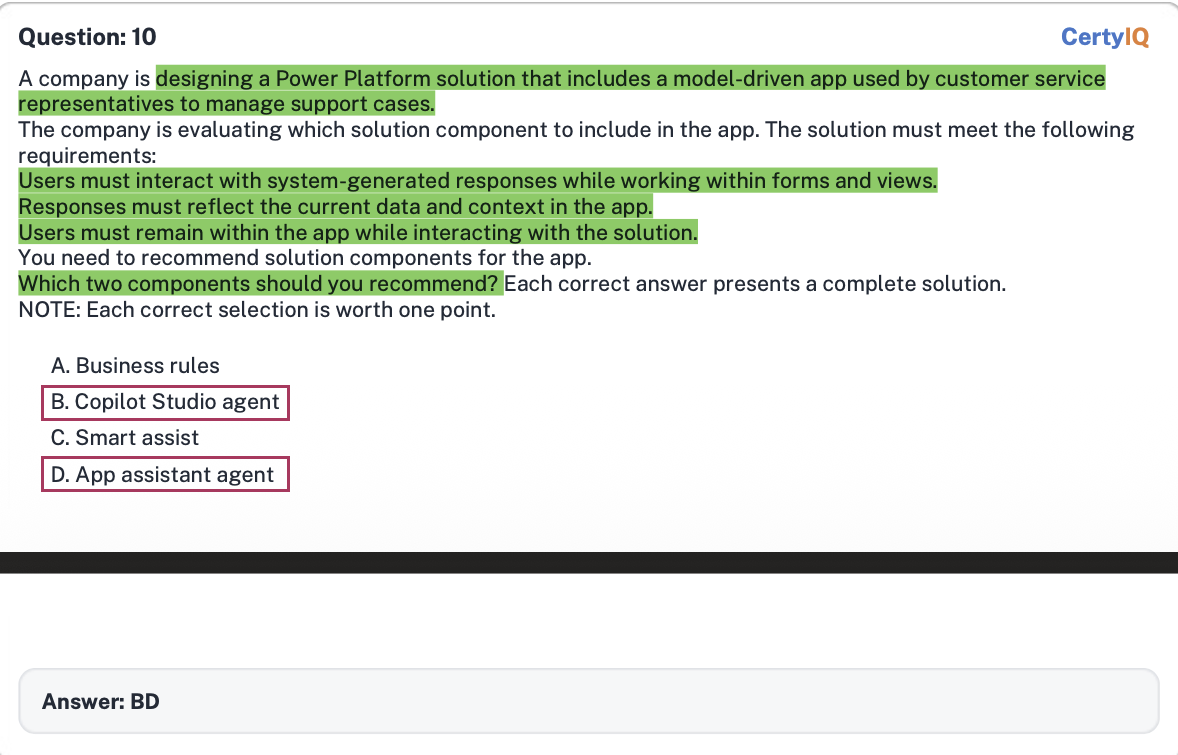 Question: 10
CertyIQ
A company is designing a Power Platform solution that includes a model-driven app used by customer service
representatives to manage support cases.
The company is evaluating which solution component to include in the app. The solution must meet the following
requirements:
Users must interact with system-generated responses while working within forms and views.
Responses must reflect the current data and context in the app.
Users must remain within the app while interacting with the solution.
You need to recommend solution components for the app.
Which two components should you recommend? Each correct answer presents a complete solution.
NOTE: Each correct selection is worth one point.
A. Business rules
B. Copilot Studio agent
C. Smart assist
D. App assistant agent
Answer: BD